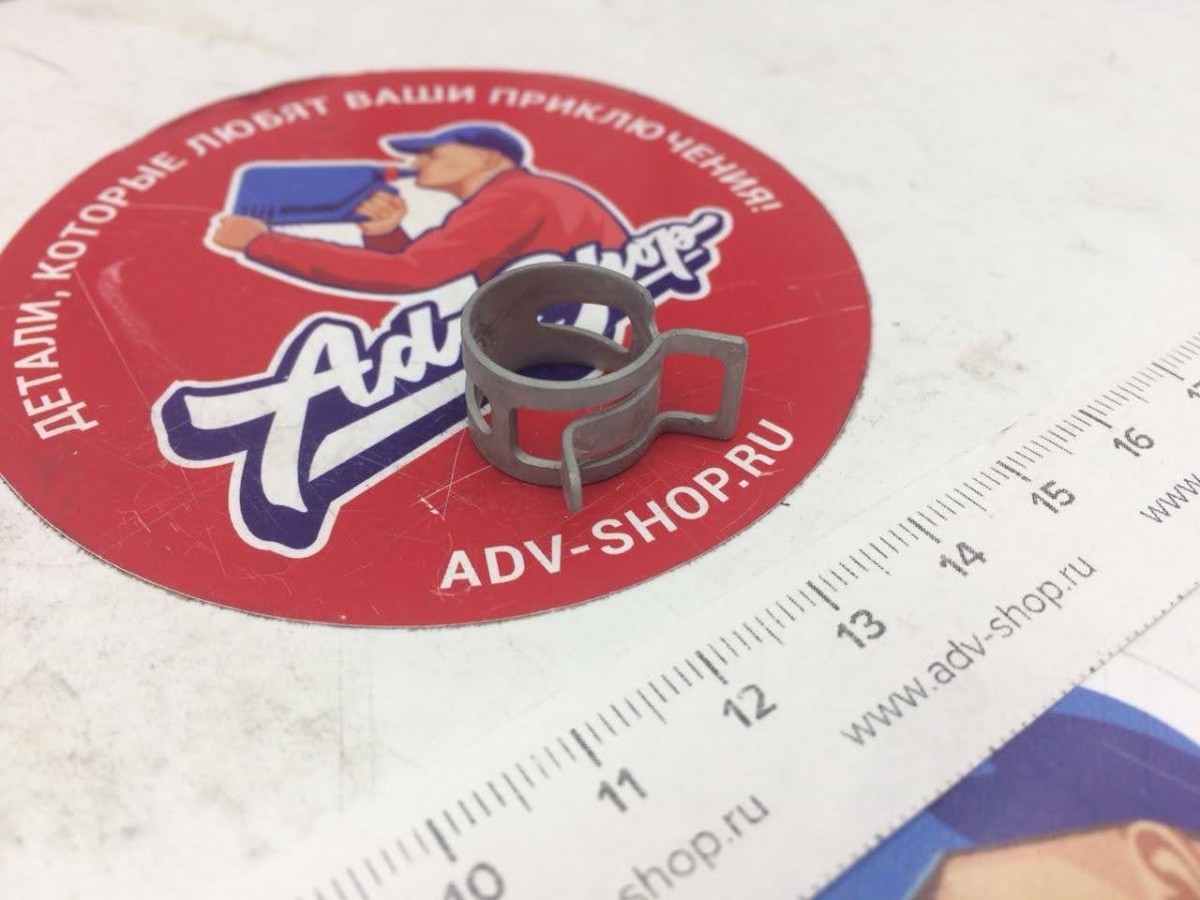 ДЕТАЛИ, КОТОРЫЕ ЛЮБЯТ ВАШИ ПРИКЛЮЧЕНИЯ!
ADV-SHOP.RU
10 11 12 13 14 15 16
shop.ru
www.adv-shop.ru
www.